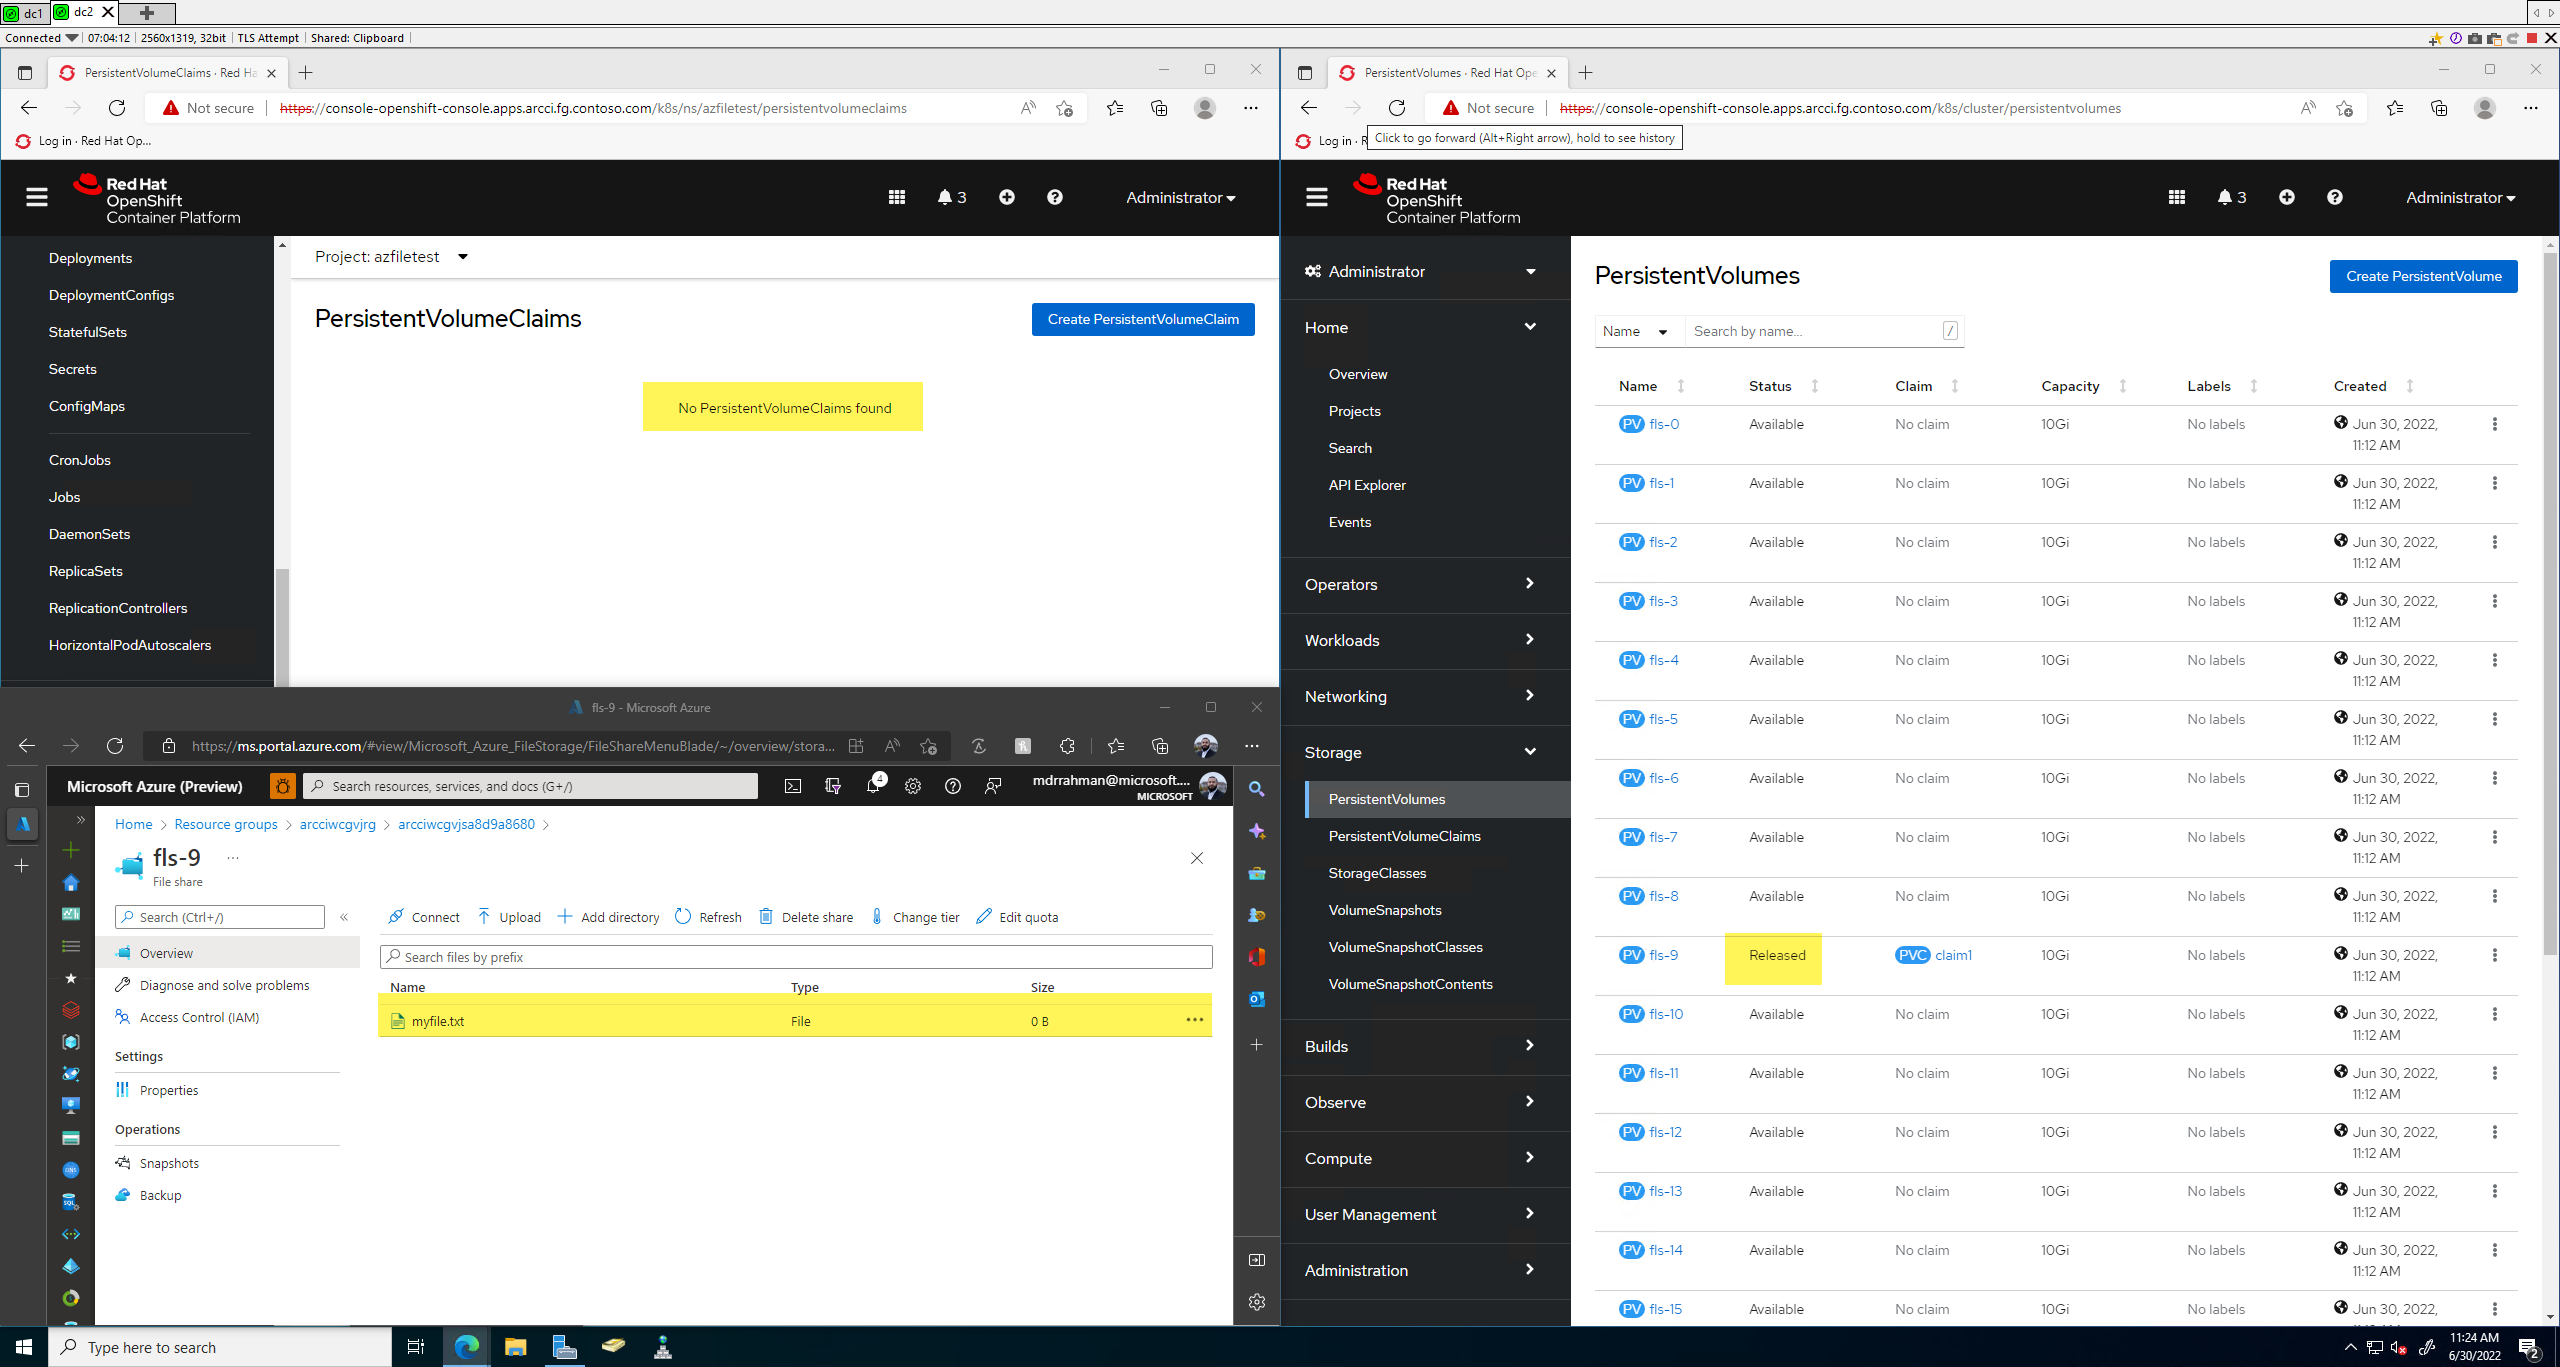 dc1
dc2
Connected
07:04:12
2560x1319, 32bit
TLS Attempt
Shared: Clipboard
PersistentVolumeClaims · Red Ha
Not secure
https://console-openshift-console.apps.arcci.fg.contoso.com/k8s/ns/azfiletest/persistentvolumeclaims
Log in · Red Hat Op...
Red Hat
OpenShift
Container Platform
3
Administrator
Deployments
DeploymentConfigs
StatefulSets
Secrets
ConfigMaps
CronJobs
Jobs
DaemonSets
ReplicaSets
ReplicationControllers
HorizontalPodAutoscalers
Project: azfiletest
PersistentVolumeClaims
Create PersistentVolumeClaim
No PersistentVolumeClaims found
fls-9 - Microsoft Azure
https://ms.portal.azure.com/#view/Microsoft_Azure_FileStorage/FileShareMenuBlade/~/overview/stora...
Microsoft Azure (Preview)
Search resources, services, and docs (G+/)
4
mdrrahman@microsoft....
MICROSOFT
Home > Resource groups > arcciwcgvjrg > arcciwcgvjsa8d9a8680 >
fls-9 ...
File share
Search (Ctrl+/)
Overview
Diagnose and solve problems
Access Control (IAM)
Settings
Properties
Operations
Snapshots
Backup
Connect
Upload
Add directory
Refresh
Delete share
Change tier
Edit quota
Search files by prefix
Name Type Size
myfile.txt File 0 B
PersistentVolumes · Red Hat Ope
Not secure
https://console-openshift-console.apps.arcci.fg.contoso.com/k8s/cluster/persistentvolumes
Log in · R
Click to go forward (Alt+Right arrow), hold to see history
Red Hat
OpenShift
Container Platform
3
Administrator
Administrator
Home
Overview
Projects
Search
API Explorer
Events
Operators
Workloads
Networking
Storage
PersistentVolumes
PersistentVolumeClaims
StorageClasses
VolumeSnapshots
VolumeSnapshotClasses
VolumeSnapshotContents
Builds
Observe
Compute
User Management
Administration
PersistentVolumes
Create PersistentVolume
Name
Search by name...
/
Name Status Claim Capacity Labels Created
PV fls-0 Available No claim 10Gi No labels Jun 30, 2022,
11:12 AM
PV fls-1 Available No claim 10Gi No labels Jun 30, 2022,
11:12 AM
PV fls-2 Available No claim 10Gi No labels Jun 30, 2022,
11:12 AM
PV fls-3 Available No claim 10Gi No labels Jun 30, 2022,
11:12 AM
PV fls-4 Available No claim 10Gi No labels Jun 30, 2022,
11:12 AM
PV fls-5 Available No claim 10Gi No labels Jun 30, 2022,
11:12 AM
PV fls-6 Available No claim 10Gi No labels Jun 30, 2022,
11:12 AM
PV fls-7 Available No claim 10Gi No labels Jun 30, 2022,
11:12 AM
PV fls-8 Available No claim 10Gi No labels Jun 30, 2022,
11:12 AM
PV fls-9 Released PVC claim1 10Gi No labels Jun 30, 2022,
11:12 AM
PV fls-10 Available No claim 10Gi No labels Jun 30, 2022,
11:12 AM
PV fls-11 Available No claim 10Gi No labels Jun 30, 2022,
11:12 AM
PV fls-12 Available No claim 10Gi No labels Jun 30, 2022,
11:12 AM
PV fls-13 Available No claim 10Gi No labels Jun 30, 2022,
11:12 AM
PV fls-14 Available No claim 10Gi No labels Jun 30, 2022,
11:12 AM
PV fls-15 Available No claim 10Gi No labels Jun 30, 2022,
Type here to search
11:24 AM
6/30/2022
2